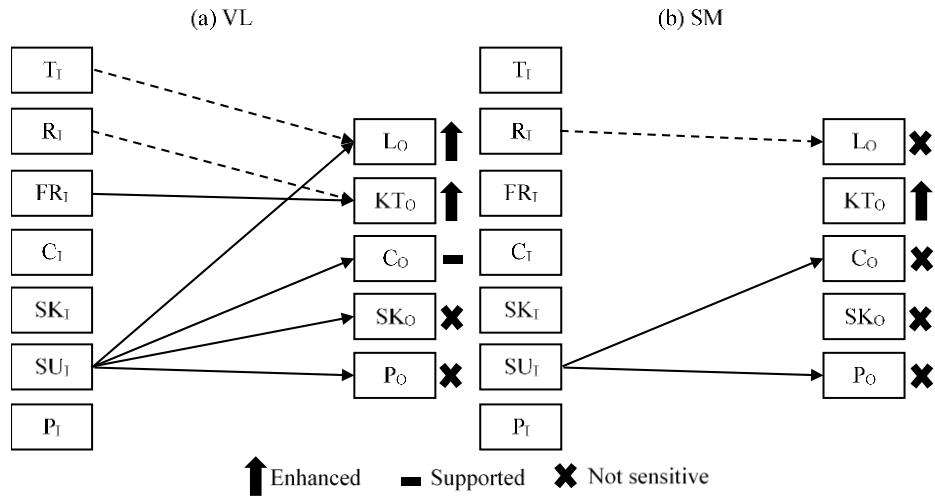 (a) VL
(b) SM
T_I
R_I
FR_I
C_I
SK_I
SU_I
P_I
L_O
KT_O
C_O
SK_O
P_O
T_I
R_I
FR_I
C_I
SK_I
SU_I
P_I
L_O
KT_O
C_O
SK_O
P_O
Enhanced
Supported
Not sensitive